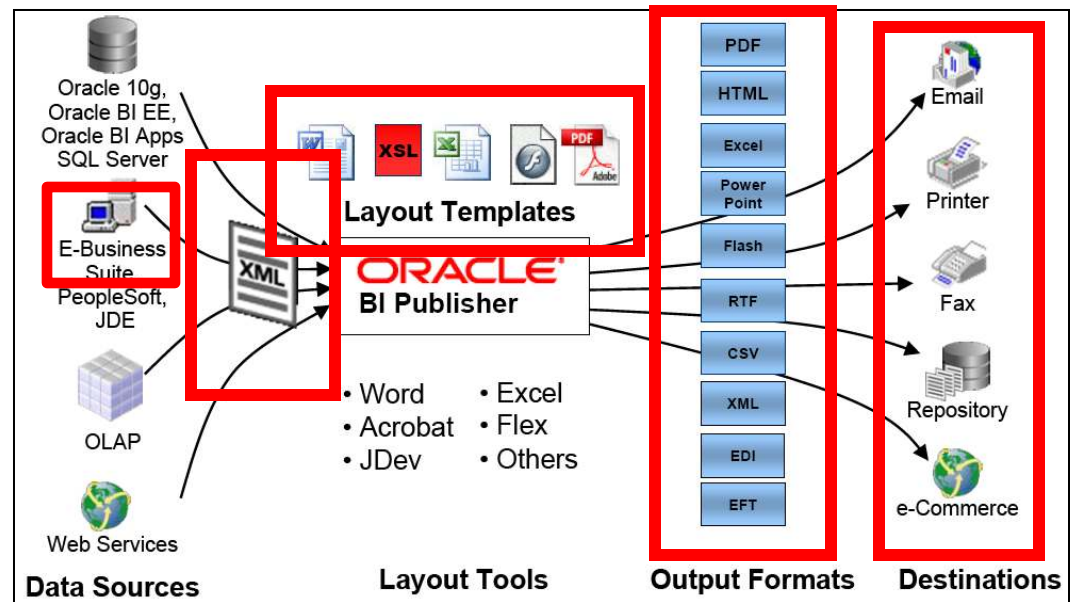 Oracle 10g,
Oracle BI EE,
Oracle BI Apps
SQL Server
E-Business
Suite
PeopleSoft,
JDE
OLAP
Web Services
Data Sources
XML
W
XSL
X
PDF
Adobe
Layout Templates
ORACLE®
BI Publisher
• Word
• Acrobat
• JDev
• Excel
• Flex
• Others
Layout Tools
PDF
HTML
Excel
Power
Point
Flash
RTF
CSV
XML
EDI
EFT
Output Formats
Email
Printer
Fax
Repository
e-Commerce
Destinations